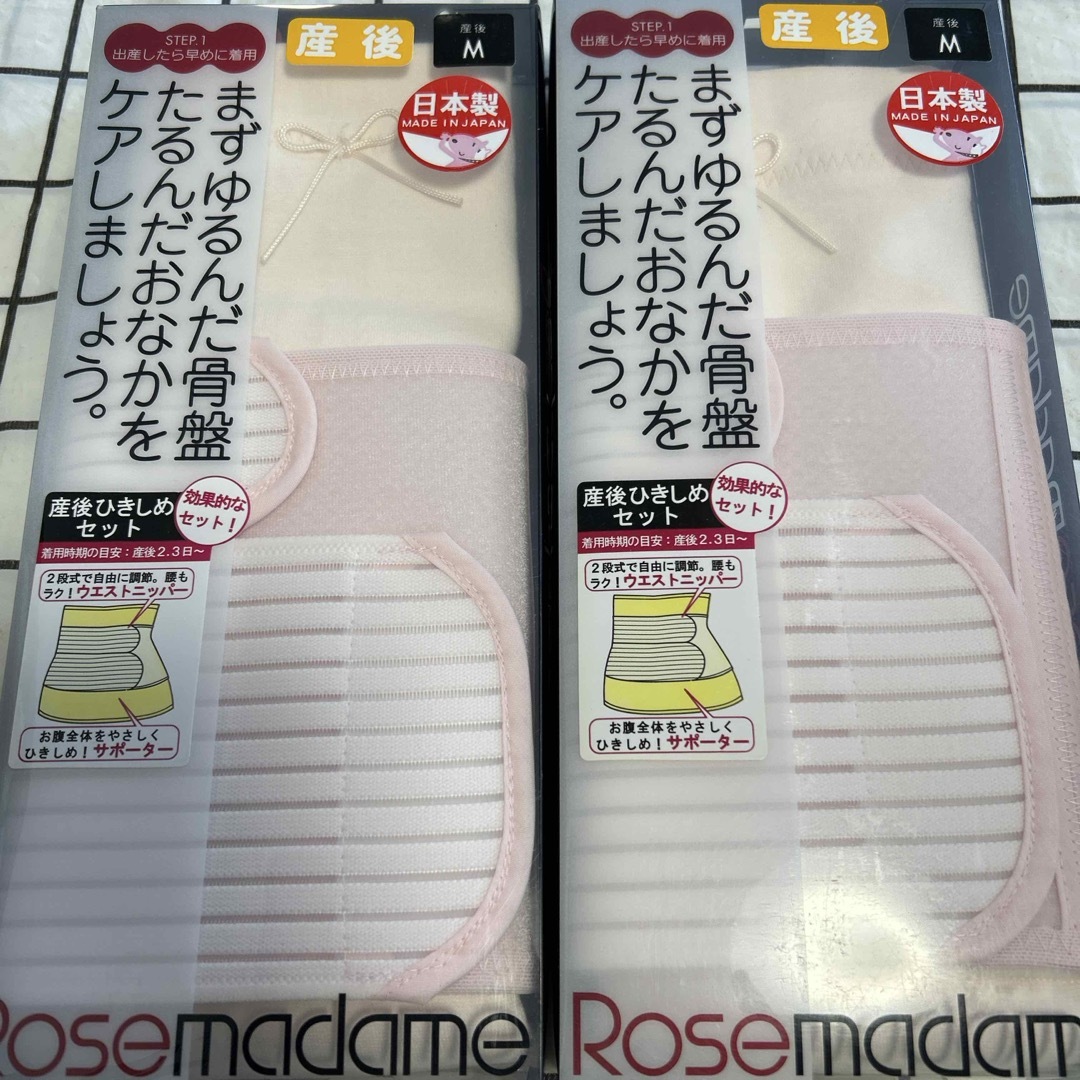 STEP.1
出産したら早めに着用
産後
産後
M
日本製
MADE IN JAPAN
まずゆるんだ骨盤
たるんだおなかを
ケアしましょう。
産後ひきしめ
セット
効果的な
セット!
着用時期の目安：産後2.3日〜
2段式で自由に調節。腰も
ラク！ウエストニッパー
お腹全体をやさしく
ひきしめ！サポーター
Rosemadame
STEP.1
出産したら早めに着用
産後
産後
M
日本製
MADE IN JAPAN
まずゆるんだ骨盤
たるんだおなかを
ケアしましょう。
産後ひきしめ
セット
効果的な
セット!
着用時期の目安：産後2.3日〜
2段式で自由に調節。腰も
ラク！ウエストニッパー
お腹全体をやさしく
ひきしめ！サポーター
Rosemadam